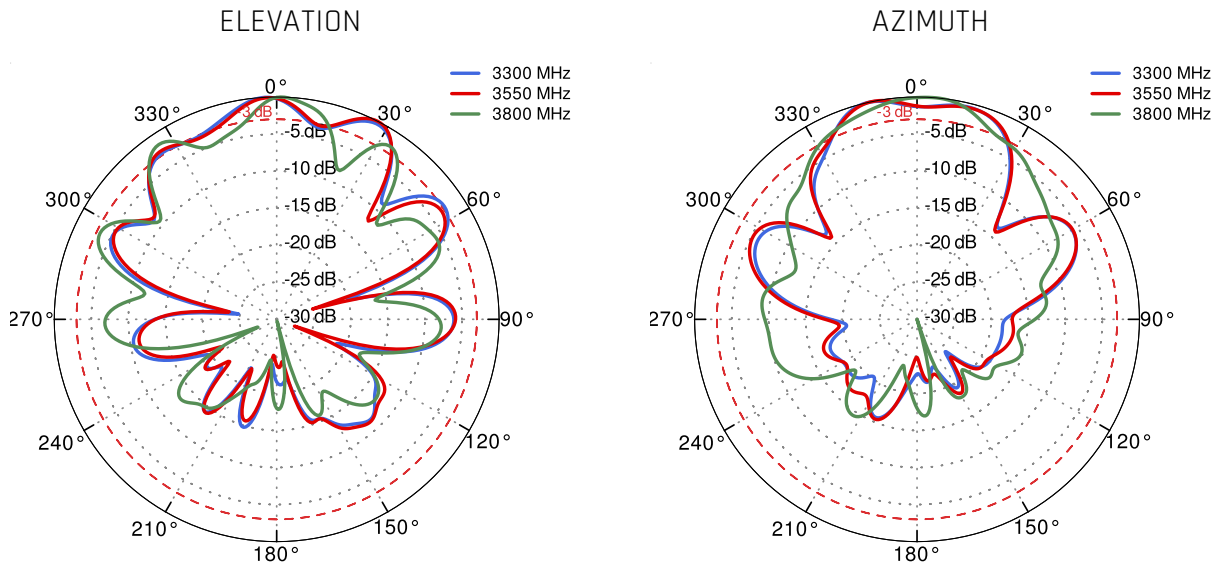 ELEVATION
3300 MHz
3550 MHz
3800 MHz
0°
30°
60°
90°
120°
150°
180°
210°
240°
270°
300°
330°
3 dB
-5 dB
-10 dB
-15 dB
-20 dB
-25 dB
-30 dB
AZIMUTH
3300 MHz
3550 MHz
3800 MHz
0°
30°
60°
90°
120°
150°
180°
210°
240°
270°
300°
330°
-3 dB
-5 dB
-10 dB
-15 dB
-20 dB
-25 dB
-30 dB